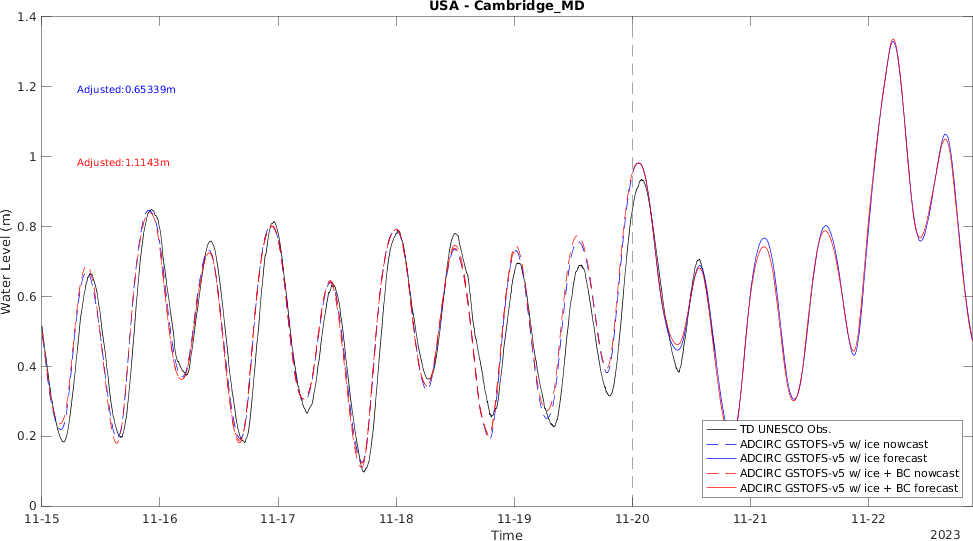 USA - Cambridge_MD
Water Level (m)
1.4
1.2
1
0.8
0.6
0.4
0.2
0
Adjusted:0.65339m
Adjusted:1.1143m
TD UNESCO Obs.
ADCIRC GSTOFS-v5 w/ ice nowcast
ADCIRC GSTOFS-v5 w/ ice forecast
ADCIRC GSTOFS-v5 w/ ice + BC nowcast
ADCIRC GSTOFS-v5 w/ ice + BC forecast
11-15 11-16 11-17 11-18 11-19 11-20 11-21 11-22
Time
2023